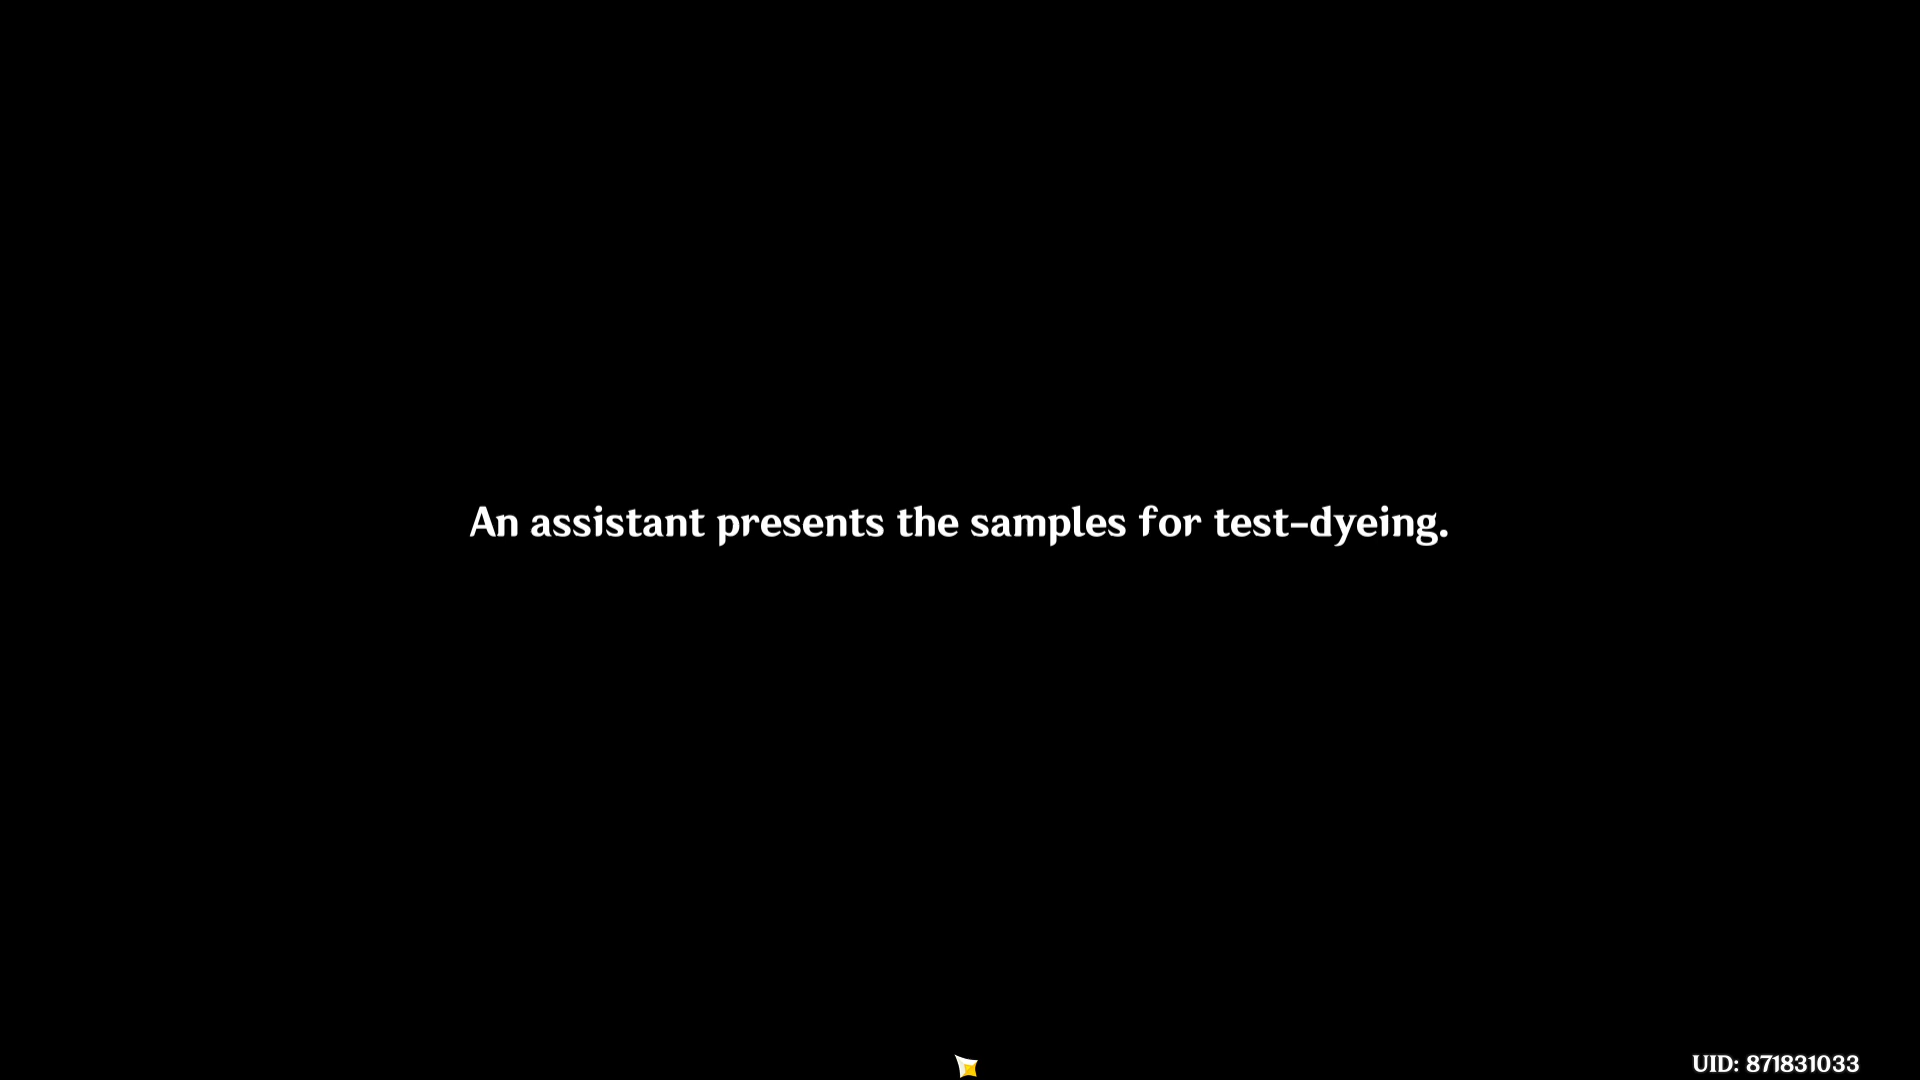 An assistant presents the samples for test-dyeing.
UID: 871831033